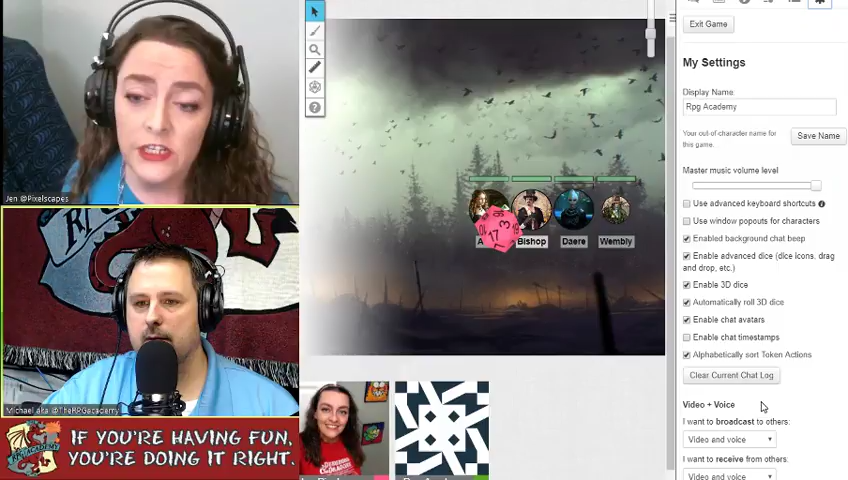 Jen @Pixelscapes
Michael aka @TheRPGacademy
IF YOU'RE HAVING FUN,
YOU'RE DOING IT RIGHT.
17
3
Bishop
Daere
Wembly
Exit Game
My Settings
Display Name:
Rpg Academy
Your out-of-character name for
this game.
Save Name
Master music volume level
Use advanced keyboard shortcuts
Use window popouts for characters
Enabled background chat beep
Enable advanced dice (dice icons, drag
and drop, etc.)
Enable 3D dice
Automatically roll 3D dice
Enable chat avatars
Enable chat timestamps
Alphabetically sort Token Actions
Clear Current Chat Log
Video + Voice
I want to broadcast to others:
Video and voice
I want to receive from others:
Video and voice